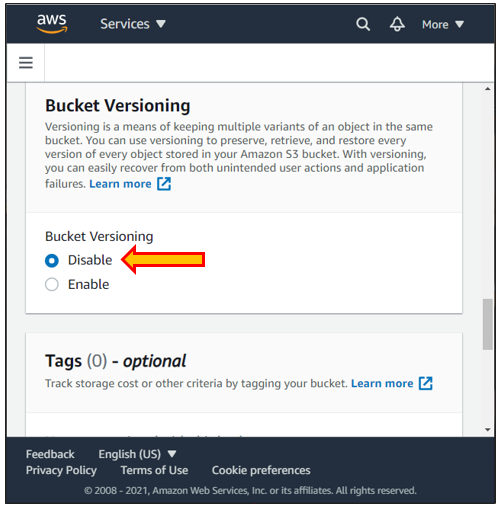 aws
Services
More
Bucket Versioning
Versioning is a means of keeping multiple variants of an object in the same
bucket. You can use versioning to preserve, retrieve, and restore every
version of every object stored in your Amazon S3 bucket. With versioning,
you can easily recover from both unintended user actions and application
failures. Learn more
Bucket Versioning
Disable
Enable
Tags (0) - optional
Track storage cost or other criteria by tagging your bucket. Learn more
Feedback English (US)
Privacy Policy Terms of Use Cookie preferences
© 2008 - 2021, Amazon Web Services, Inc. or its affiliates. All rights reserved.